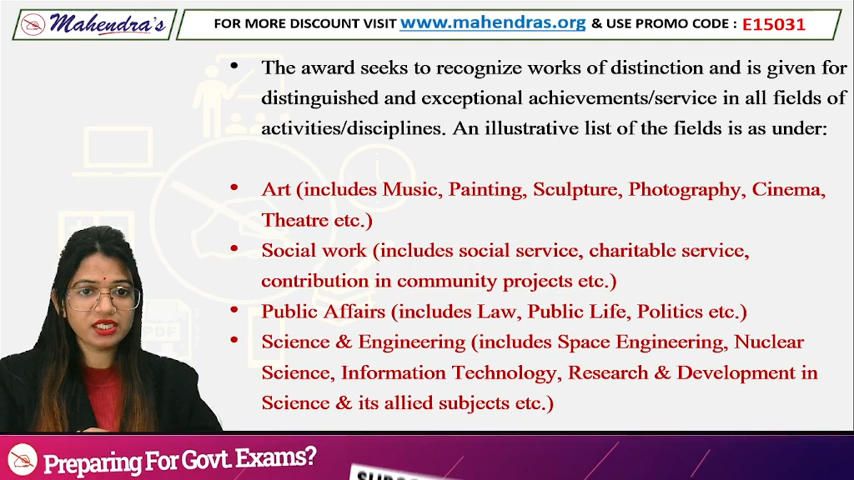 Mahendra's
FOR MORE DISCOUNT VISIT www.mahendras.org & USE PROMO CODE : E15031
• The award seeks to recognize works of distinction and is given for
distinguished and exceptional achievements/service in all fields of
activities/disciplines. An illustrative list of the fields is as under:
• Art (includes Music, Painting, Sculpture, Photography, Cinema,
Theatre etc.)
• Social work (includes social service, charitable service,
contribution in community projects etc.)
• Public Affairs (includes Law, Public Life, Politics etc.)
• Science & Engineering (includes Space Engineering, Nuclear
Science, Information Technology, Research & Development in
Science & its allied subjects etc.)
PDF
Preparing For Govt. Exams?